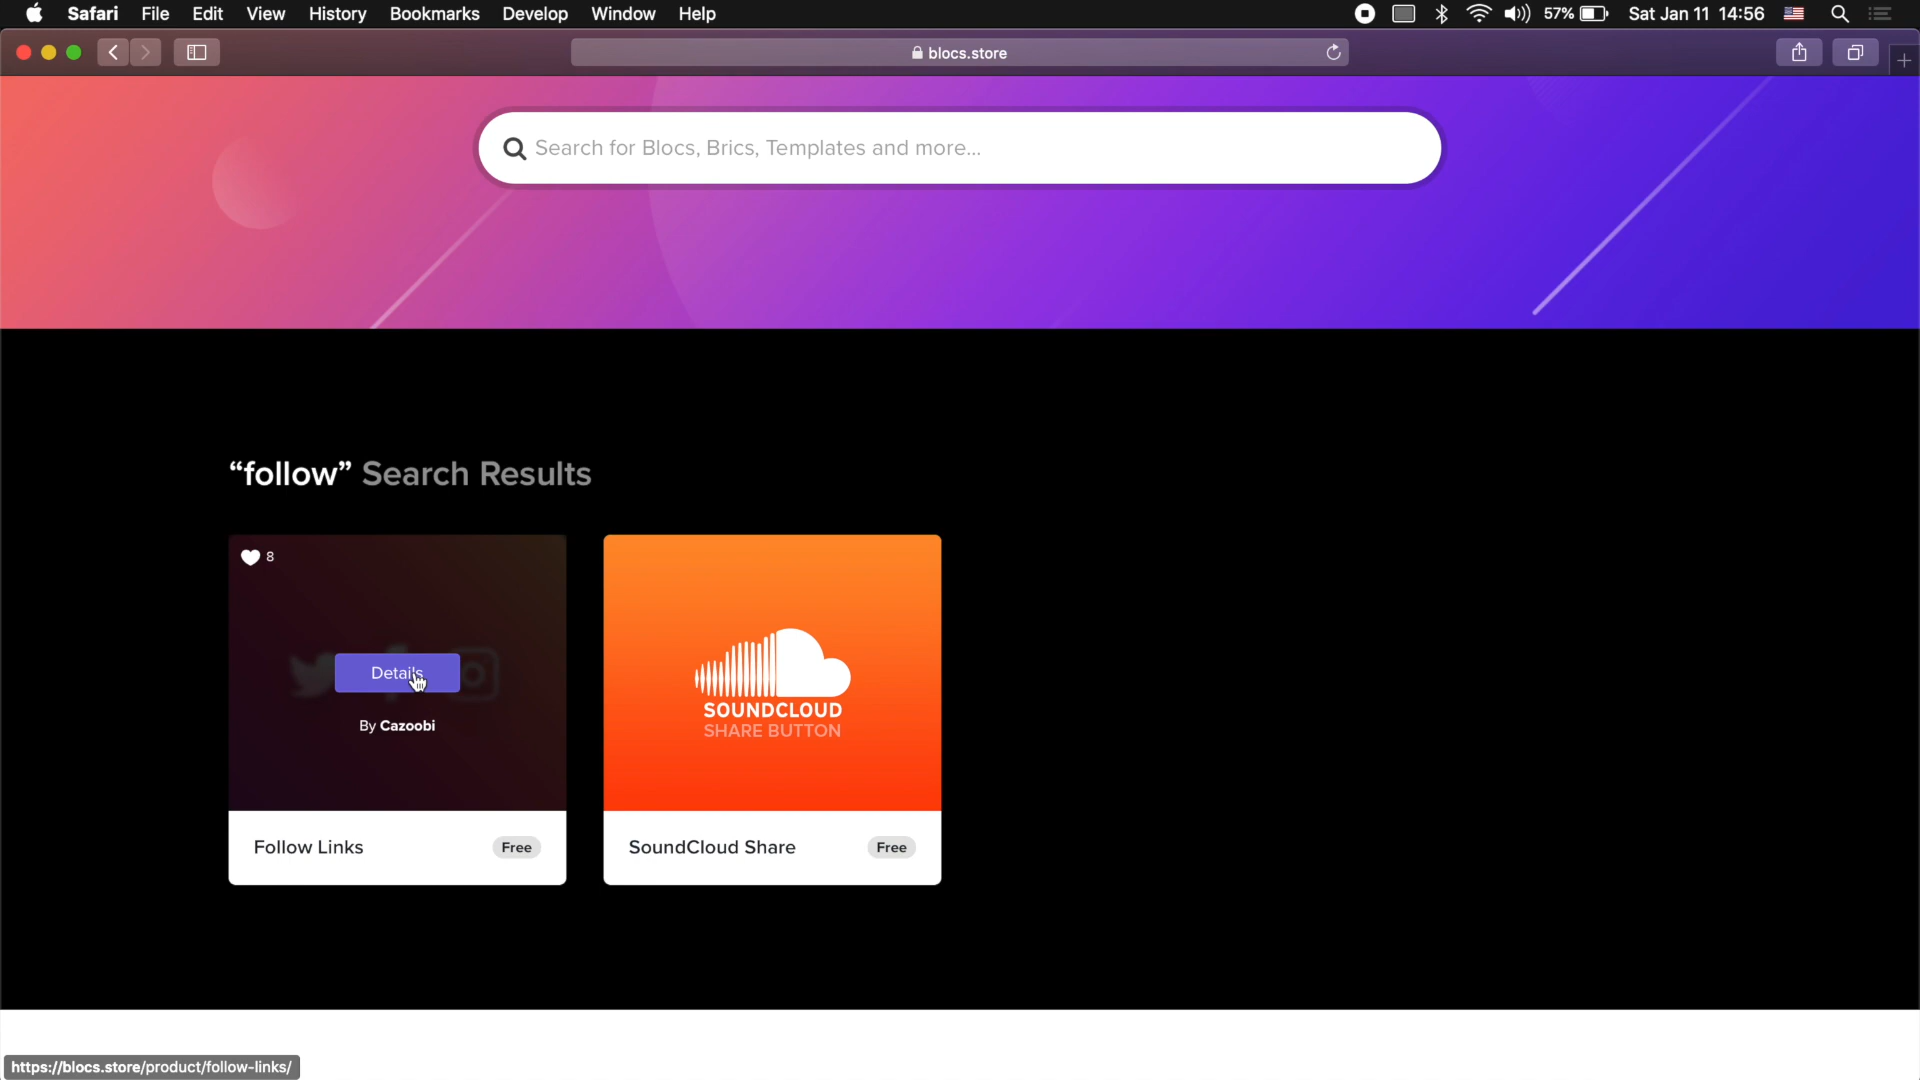 Safari File Edit View History Bookmarks Develop Window Help 57% Sat Jan 11 14:56
blocs.store
Search for Blocs, Brics, Templates and more...
“follow” Search Results
8
Details
By Cazoobi
SOUNDCLOUD
SHARE BUTTON
Follow Links Free
SoundCloud Share Free
https://blocs.store/product/follow-links/